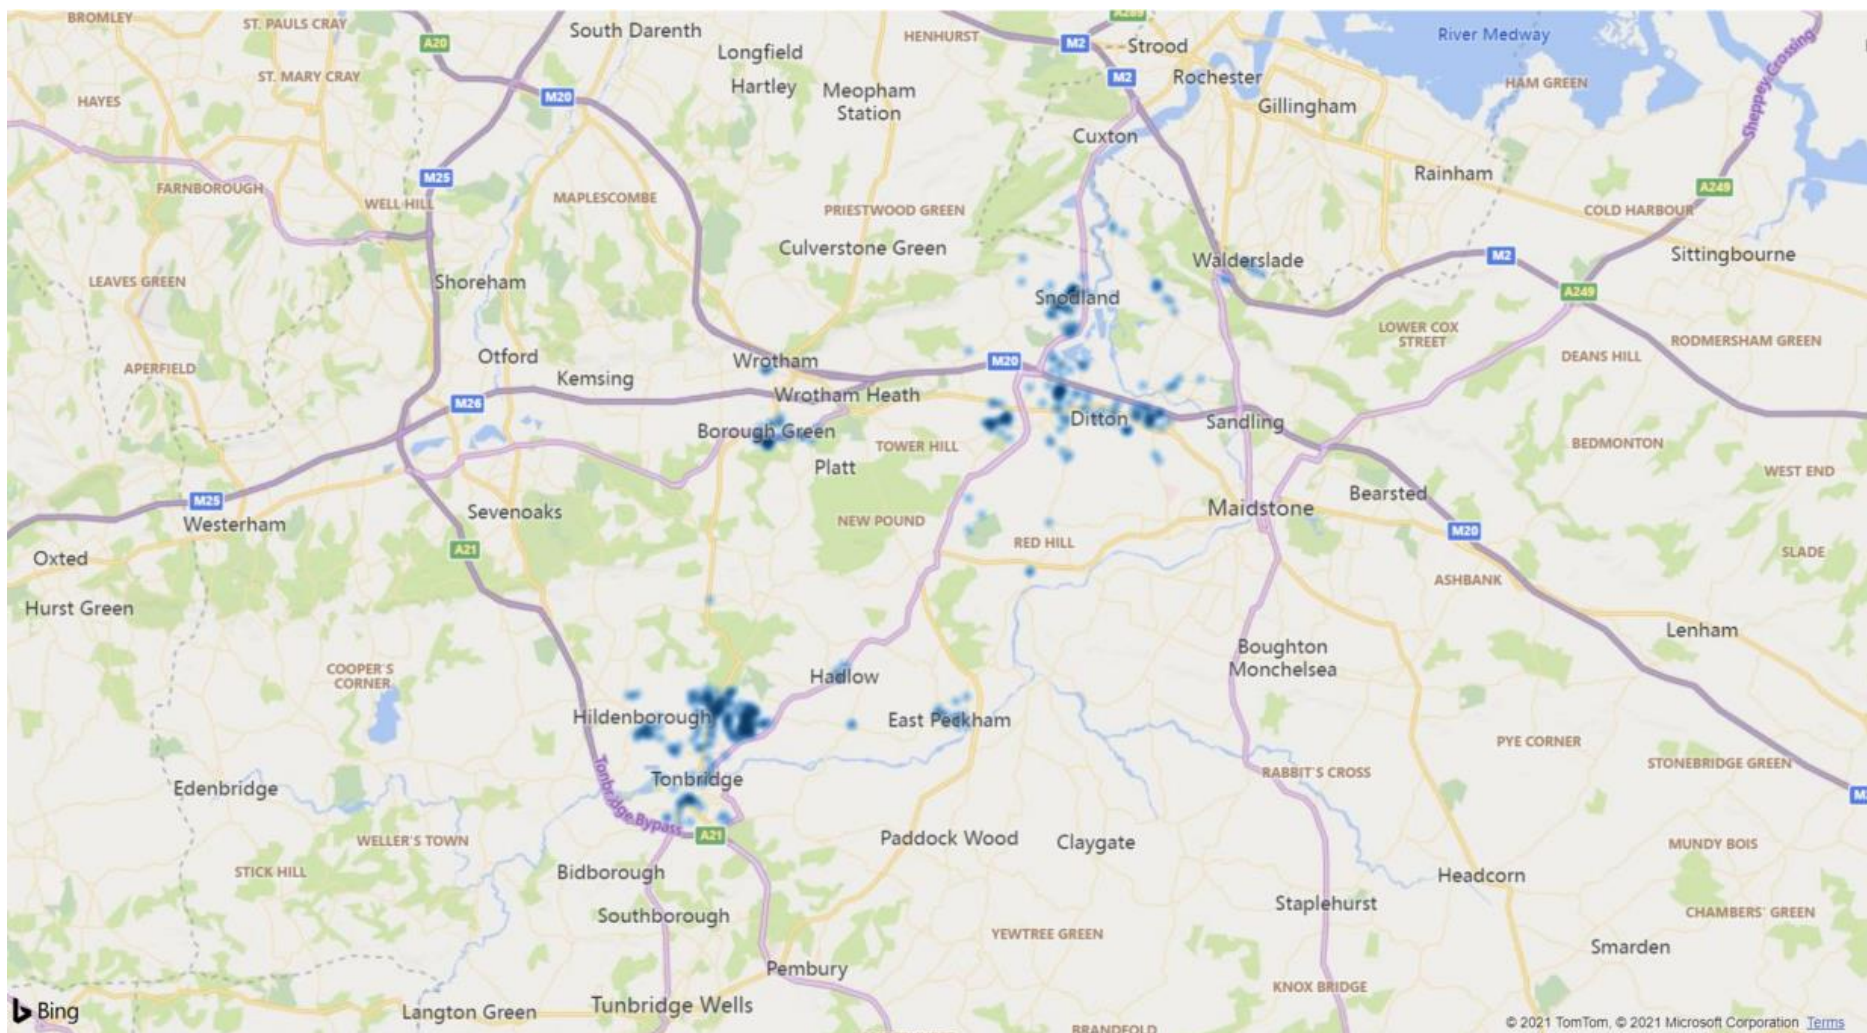 BROMLEY
ST. PAULS CRAY
A20
South Darenth
Longfield
HENHURST
M2
Strood
River Medway
Sheppey Crossing
ST. MARY CRAY
HAYES
M20
Hartley
Meopham
Station
M2
Rochester
Gillingham
HAM GREEN
Cuxton
FARNBOROUGH
M25
WELL HILL
MAPLESCOMBE
PRIESTWOOD GREEN
Rainham
A249
COLD HARBOUR
Culverstone Green
Walderslade
M2
Sittingbourne
LEAVES GREEN
Shoreham
Snodland
A249
LOWER COX
STREET
DEANS HILL
RODMERSHAM GREEN
APERFIELD
Otford
Kemsing
Wrotham
M20
M26
Wrotham Heath
Borough Green
TOWER HILL
Ditton
Sandling
BEDMONTON
WEST END
Platt
M25
Westerham
Sevenoaks
NEW POUND
Maidstone
Bearsted
M20
Oxted
A21
RED HILL
SLADE
ASHBANK
Hurst Green
Lenham
COOPER'S
CORNER
Hadlow
Boughton
Monchelsea
Hildenborough
East Peckham
PYE CORNER
STONEBRIDGE GREEN
RABBIT'S CROSS
Edenbridge
Tonbridge
Tonbridge Bypass
A21
WELLER'S TOWN
Paddock Wood
Claygate
MUNDY BOIS
STICK HILL
Bidborough
Headcorn
Southborough
Staplehurst
CHAMBERS' GREEN
YEWTREE GREEN
Smarden
Pembury
KNOX BRIDGE
Bing
Langton Green
Tunbridge Wells
BRANDFOLD
© 2021 TomTom, © 2021 Microsoft Corporation Terms